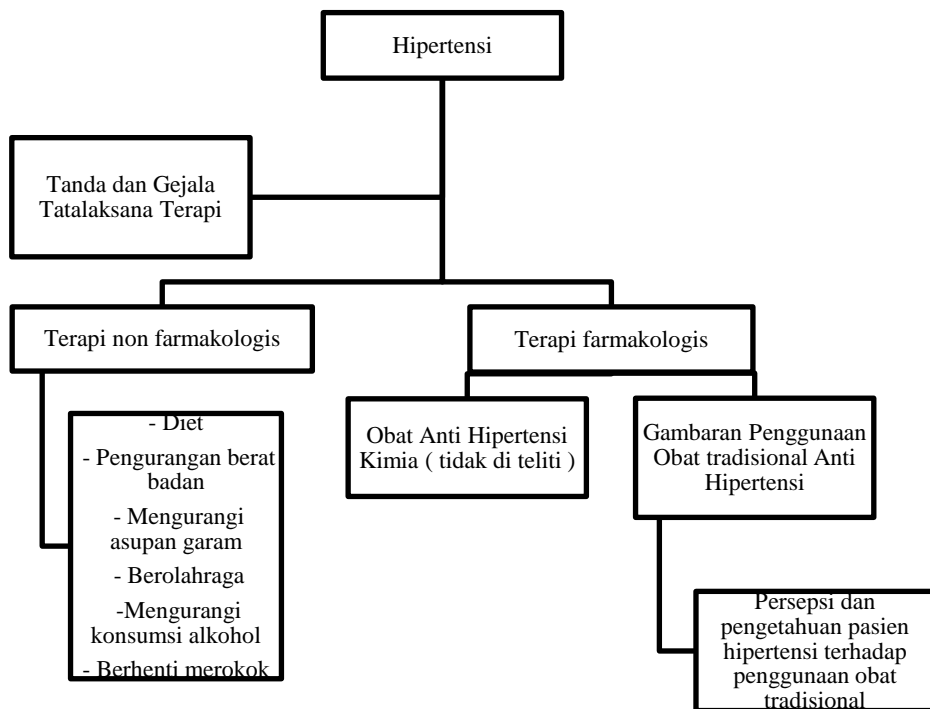 Hipertensi
Tanda dan Gejala
Tatalaksana Terapi
Terapi non farmakologis
Terapi farmakologis
- Diet
- Pengurangan berat
badan
- Mengurangi
asupan garam
- Berolahraga
-Mengurangi
konsumsi alkohol
- Berhenti merokok
Obat Anti Hipertensi
Kimia ( tidak di teliti )
Gambaran Penggunaan
Obat tradisional Anti
Hipertensi
Persepsi dan
pengetahuan pasien
hipertensi terhadap
penggunaan obat
tradisional